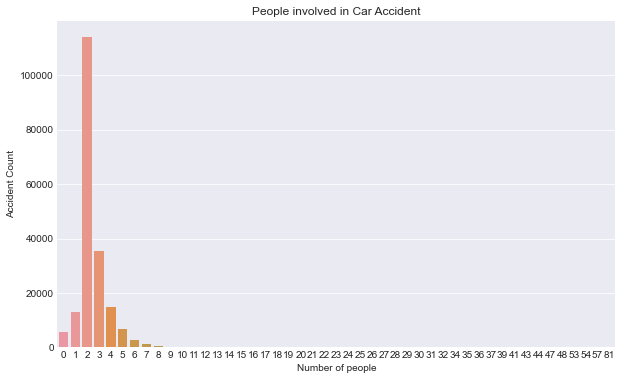 People involved in Car Accident
Accident Count
100000
80000
60000
40000
20000
0
0 1 2 3 4 5 6 7 8 9 10 11 12 13 14 15 16 17 18 19 20 21 22 23 24 25 26 27 28 29 30 31 32 34 35 36 37 39 41 43 44 47 48 53 54 57 81
Number of people